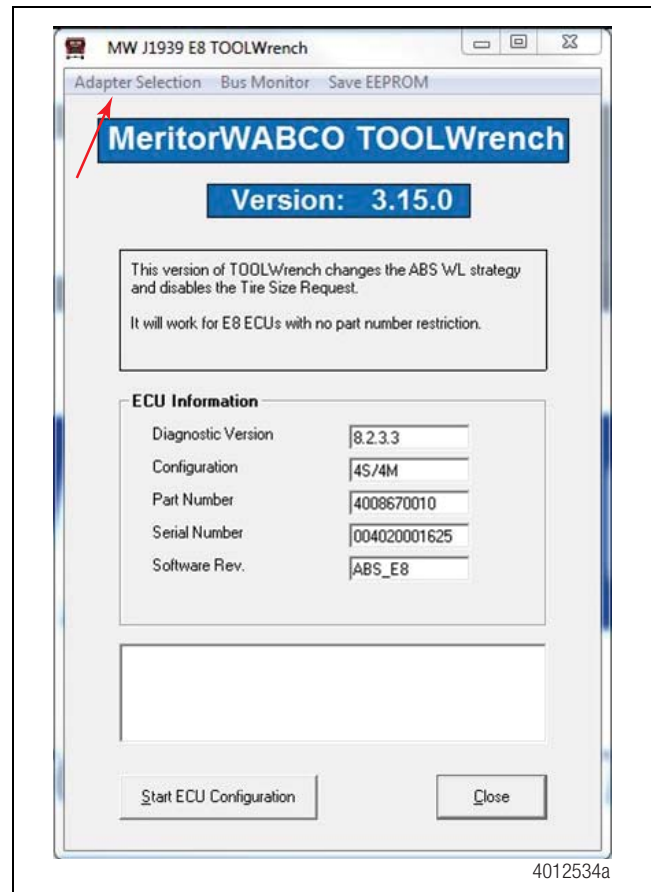 MW J1939 E8 TOOLWrench
Adapter Selection Bus Monitor Save EEPROM
MeritorWABCO TOOLWrench
Version: 3.15.0
This version of TOOLWrench changes the ABS WL strategy
and disables the Tire Size Request.
It will work for E8 ECUs with no part number restriction.
ECU Information
Diagnostic Version 8.2.3.3
Configuration 4S/4M
Part Number 4008670010
Serial Number 004020001625
Software Rev. ABS_E8
Start ECU Configuration Close
4012534a